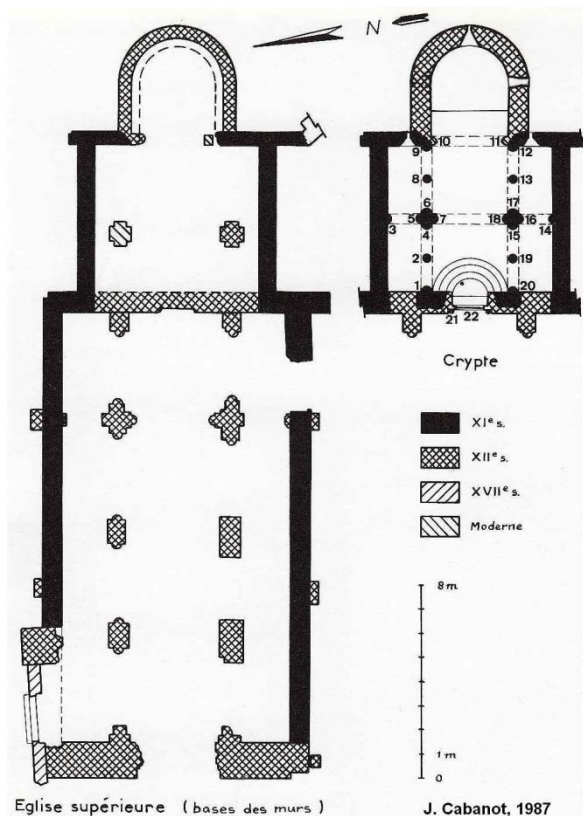 N
9
10
11
12
8
13
6
17
3
5
7
18
16
14
4
15
2
19
1
20
21
22
Crypte
XIe s.
XIIe s.
XVIIe s.
Moderne
8 m
1 m
0
Eglise supérieure ( bases des murs )
J. Cabanot, 1987